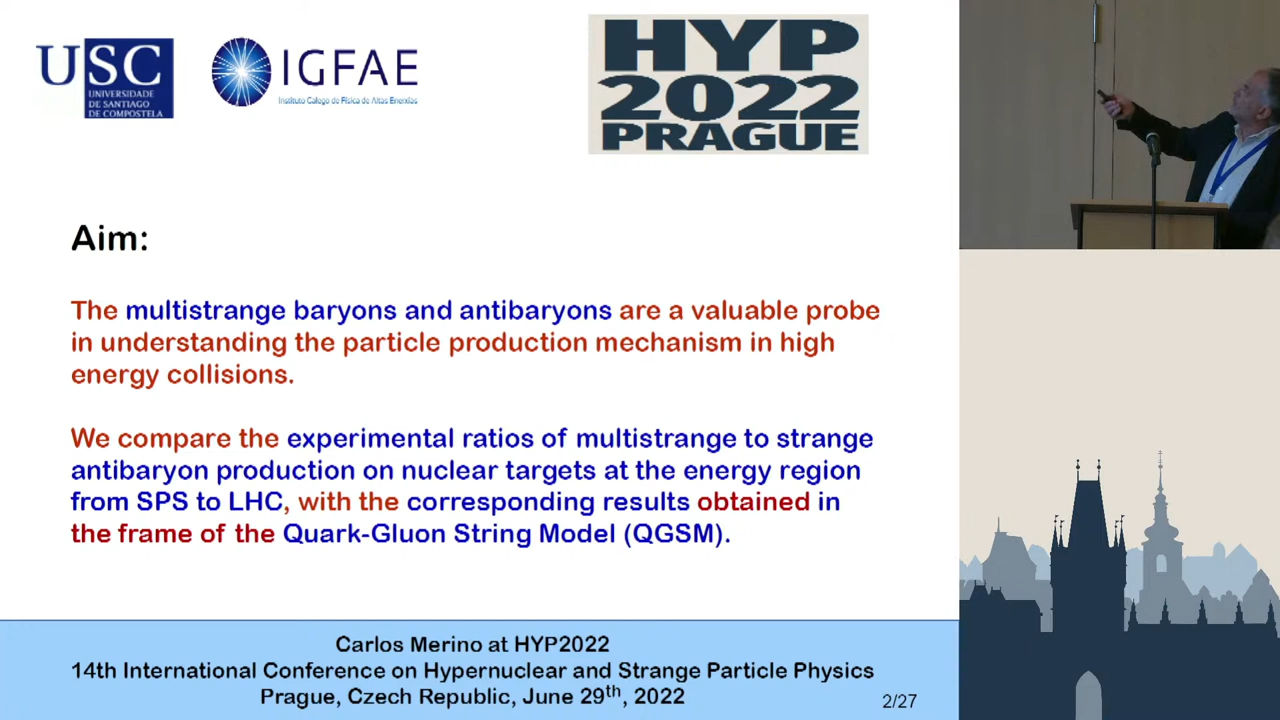 USC
UNIVERSIDADE
DE SANTIAGO
DE COMPOSTELA
IGFAE
Instituto Galego de Física de Altas Enerxías
HYP
2022
PRAGUE
Aim:
The multistrange baryons and antibaryons are a valuable probe
in understanding the particle production mechanism in high
energy collisions.
We compare the experimental ratios of multistrange to strange
antibaryon production on nuclear targets at the energy region
from SPS to LHC, with the corresponding results obtained in
the frame of the Quark-Gluon String Model (QGSM).
Carlos Merino at HYP2022
14th International Conference on Hypernuclear and Strange Particle Physics
Prague, Czech Republic, June 29th, 2022
2/27